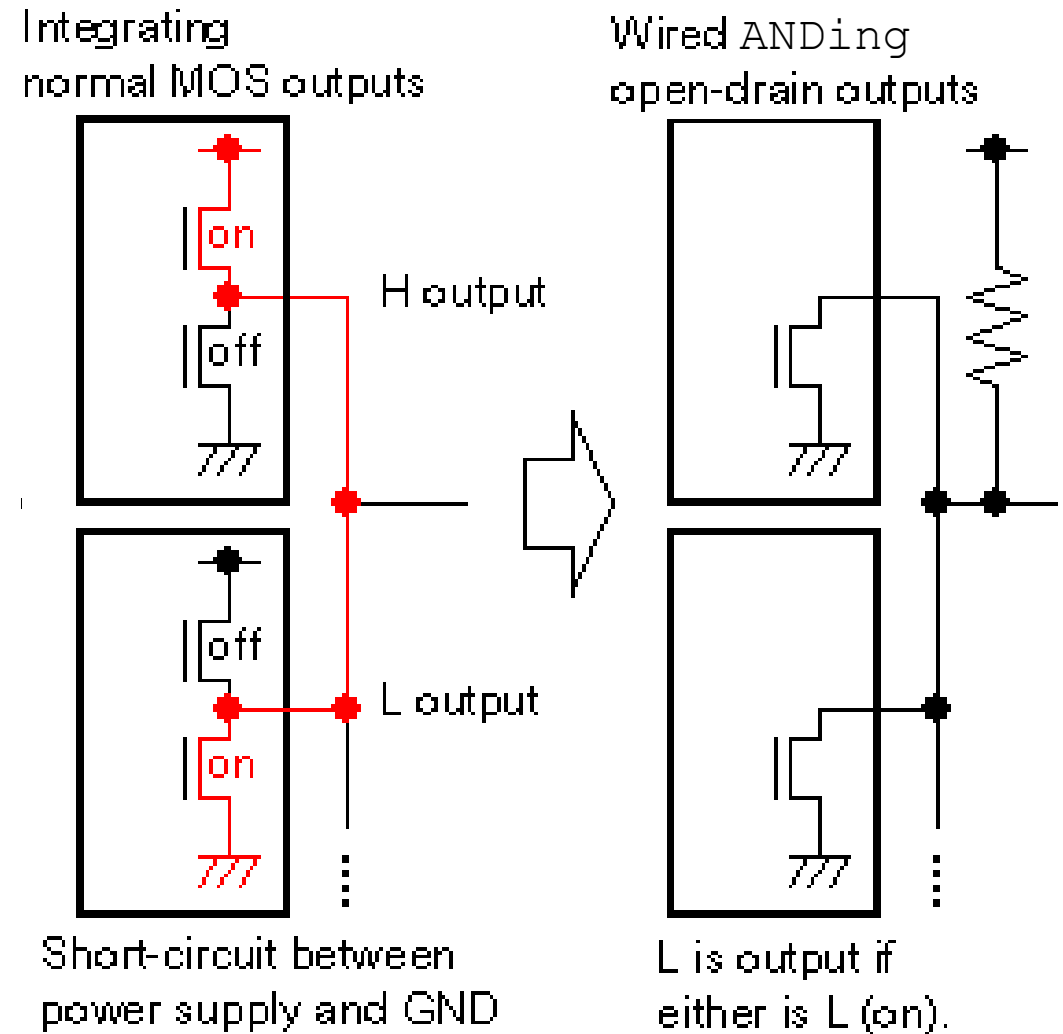 Integrating
normal MOS outputs
on
H output
off
off
L output
on
Short-circuit between
power supply and GND
Wired ANDing
open-drain outputs
L is output if
either is L (on).